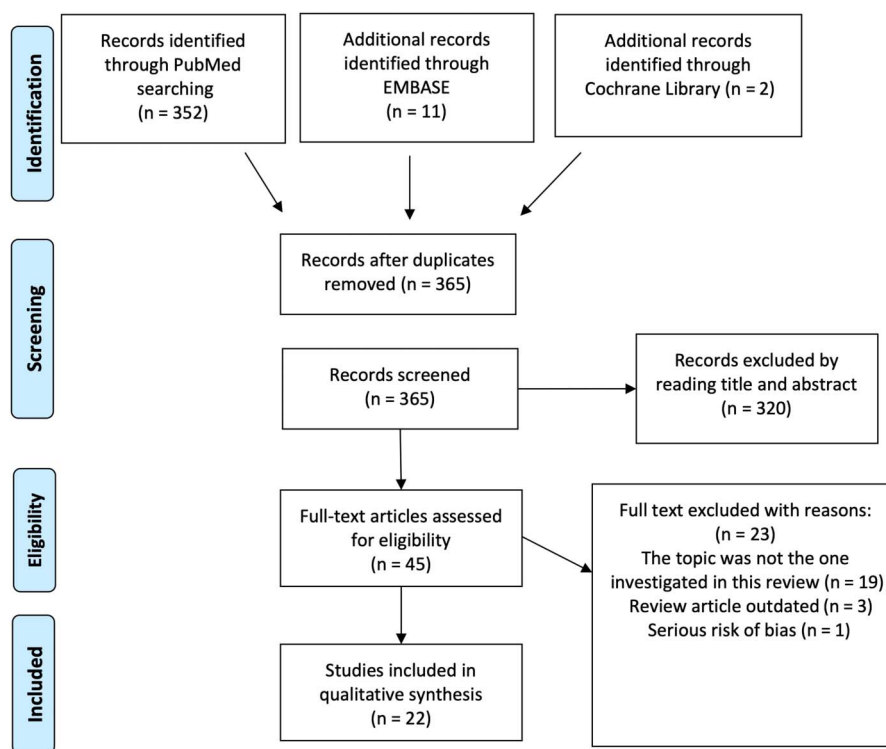 Identification
Records identified
through PubMed
searching
(n = 352)
Additional records
identified through
EMBASE
(n = 11)
Additional records
identified through
Cochrane Library (n = 2)
Screening
Records after duplicates
removed (n = 365)
Records screened
(n = 365)
Records excluded by
reading title and abstract
(n = 320)
Eligibility
Full-text articles assessed
for eligibility
(n = 45)
Full text excluded with reasons:
(n = 23)
The topic was not the one
investigated in this review (n = 19)
Review article outdated (n = 3)
Serious risk of bias (n = 1)
Included
Studies included in
qualitative synthesis
(n = 22)